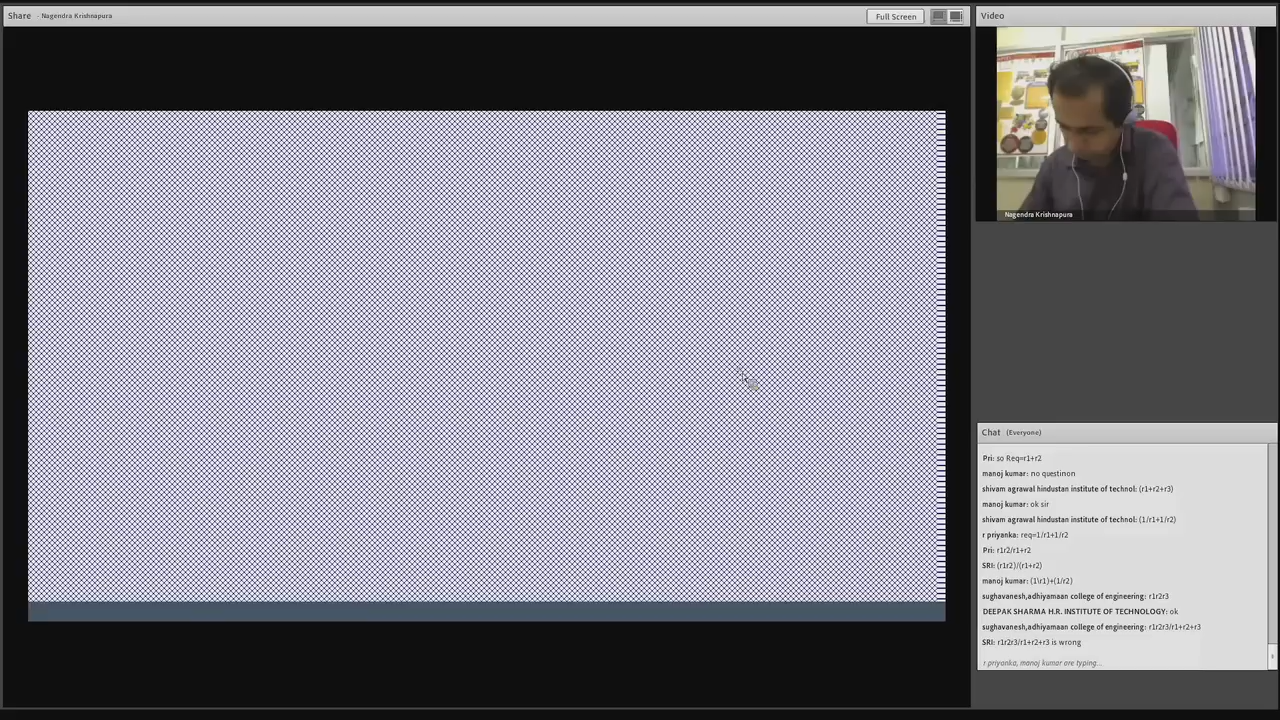 Share - Nagendra Krishnapura
Full Screen
Video
Nagendra Krishnapura
Chat (Everyone)
Pri: so Req=r1+r2
manoj kumar: no questinon
shivam agrawal hindustan institute of technol: (r1+r2+r3)
manoj kumar: ok sir
shivam agrawal hindustan institute of technol: (1/r1+1/r2)
r priyanka: req=1/r1+1/r2
Pri: r1r2/r1+r2
SRI: (r1r2)/(r1+r2)
manoj kumar: (1\r1)+(1/r2)
sughavanesh,adhiyamaan college of engineering: r1r2r3
DEEPAK SHARMA H.R. INSTITUTE OF TECHNOLOGY: ok
sughavanesh,adhiyamaan college of engineering: r1r2r3/r1+r2+r3
SRI: r1r2r3/r1+r2+r3 is wrong
r priyanka, manoj kumar are typing...